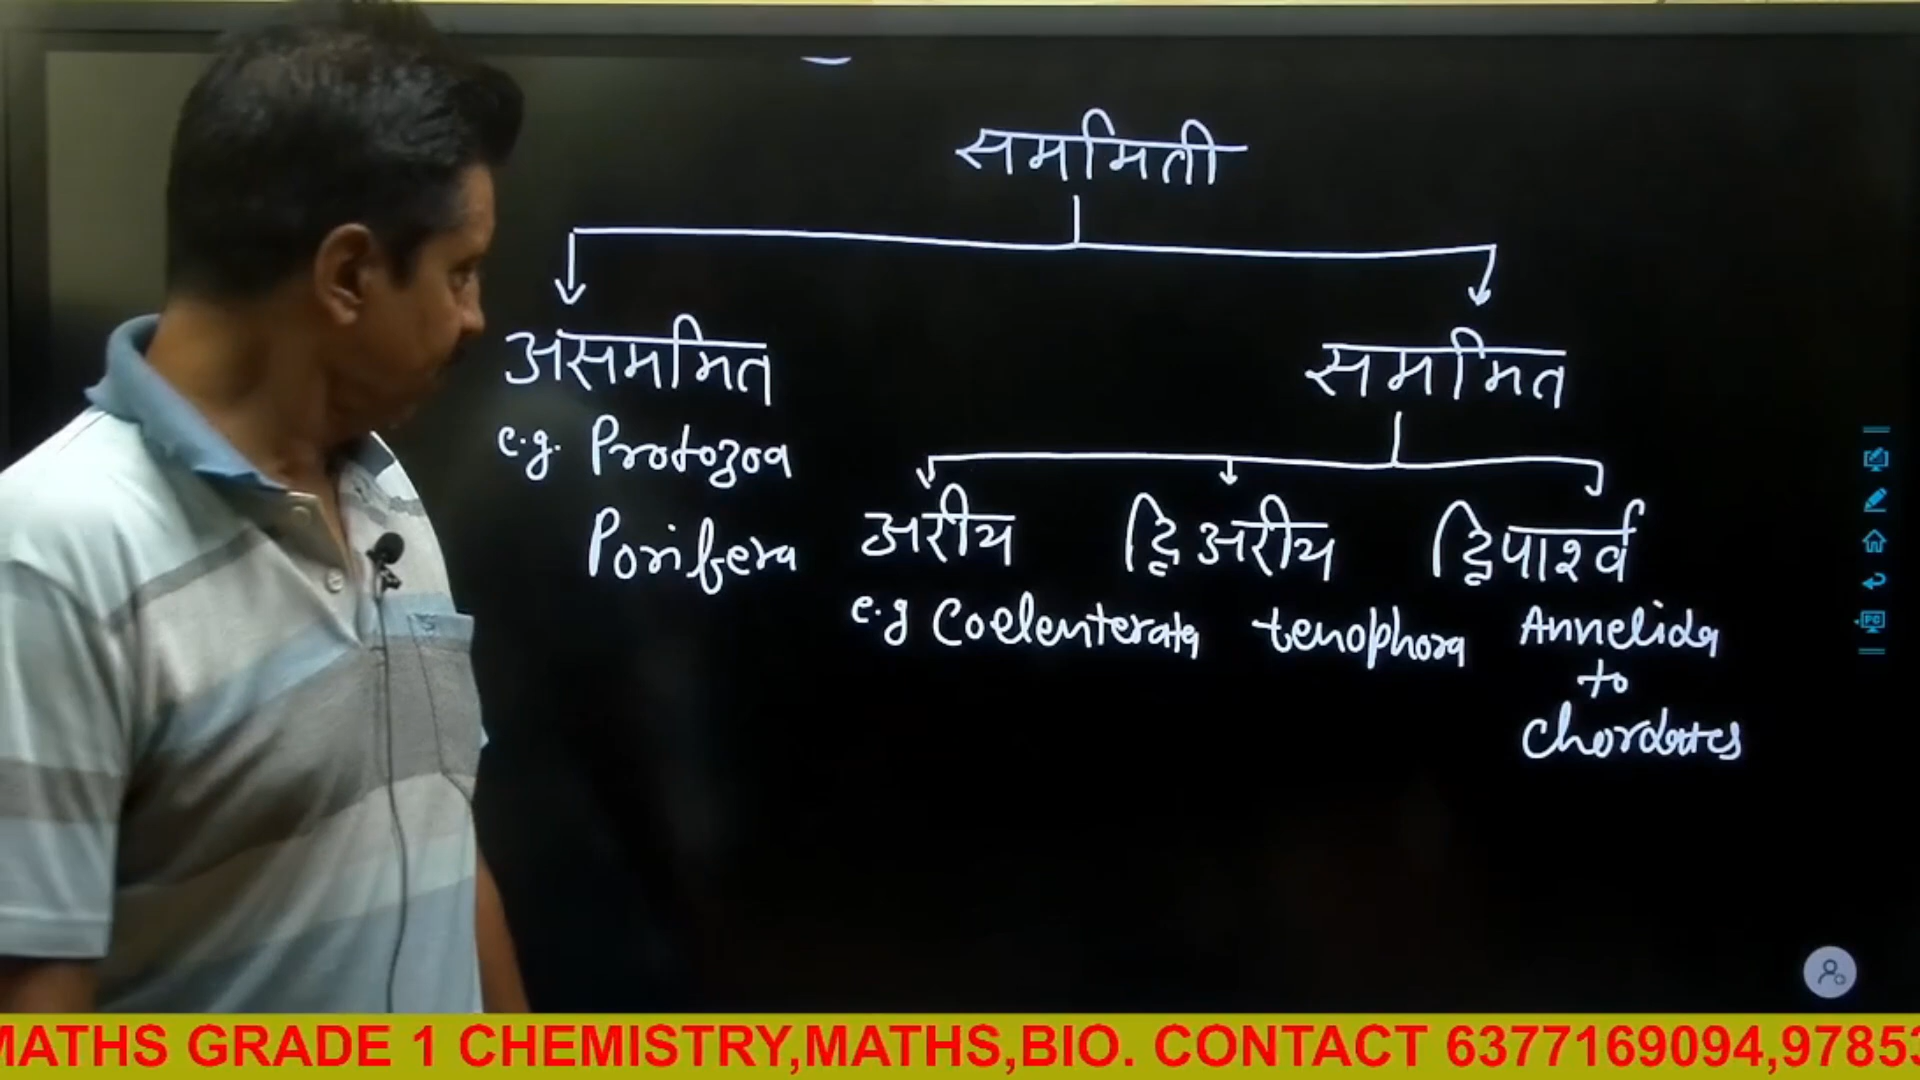 सममिती
असममित
सममित
e.g. Protozoa
Porifera
अरीय द्विअरीय द्विपार्श्व
e.g Coelenterata tenophora Annelida
to
Chordates
PC
MATHS GRADE 1 CHEMISTRY,MATHS,BIO. CONTACT 6377169094,97853